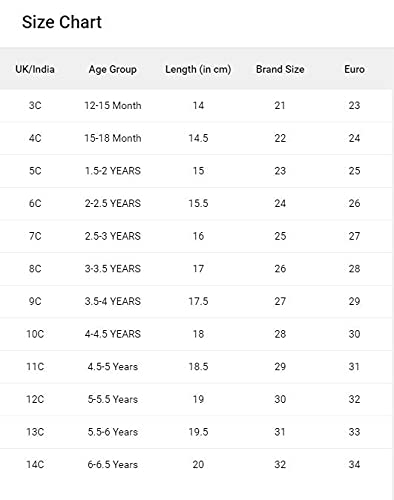 Size Chart
UK/India Age Group Length (in cm) Brand Size Euro
3C 12-15 Month 14 21 23
4C 15-18 Month 14.5 22 24
5C 1.5-2 YEARS 15 23 25
6C 2-2.5 YEARS 15.5 24 26
7C 2.5-3 YEARS 16 25 27
8C 3-3.5 YEARS 17 26 28
9C 3.5-4 YEARS 17.5 27 29
10C 4-4.5 YEARS 18 28 30
11C 4.5-5 Years 18.5 29 31
12C 5-5.5 Years 19 30 32
13C 5.5-6 Years 19.5 31 33
14C 6-6.5 Years 20 32 34